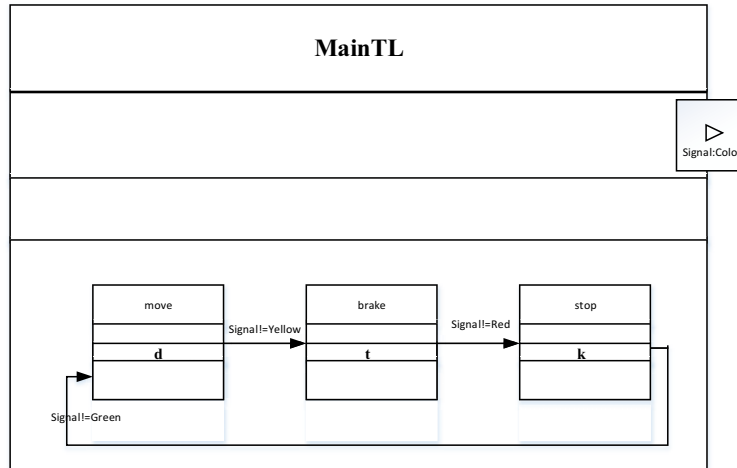 MainTL
Signal:Colo
move
brake
stop
Signal!=Yellow
Signal!=Red
d
t
k
Signal!=Green